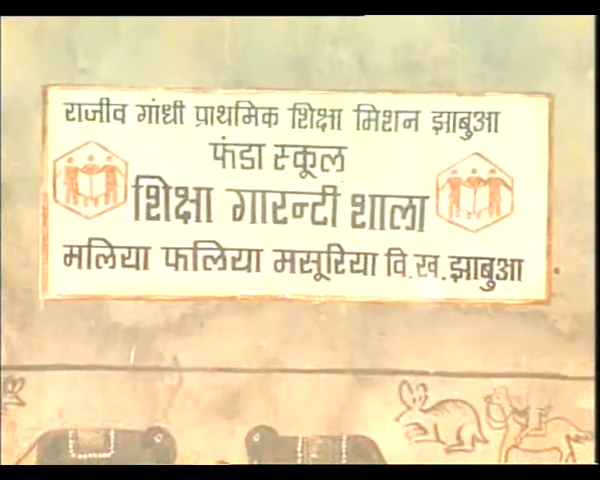 राजीव गांधी प्राथमिक शिक्षा मिशन झाबुआ
फंडा स्कूल
शिक्षा गारन्टी शाला
मलिया फलिया मसूरिया वि.ख.झाबुआ